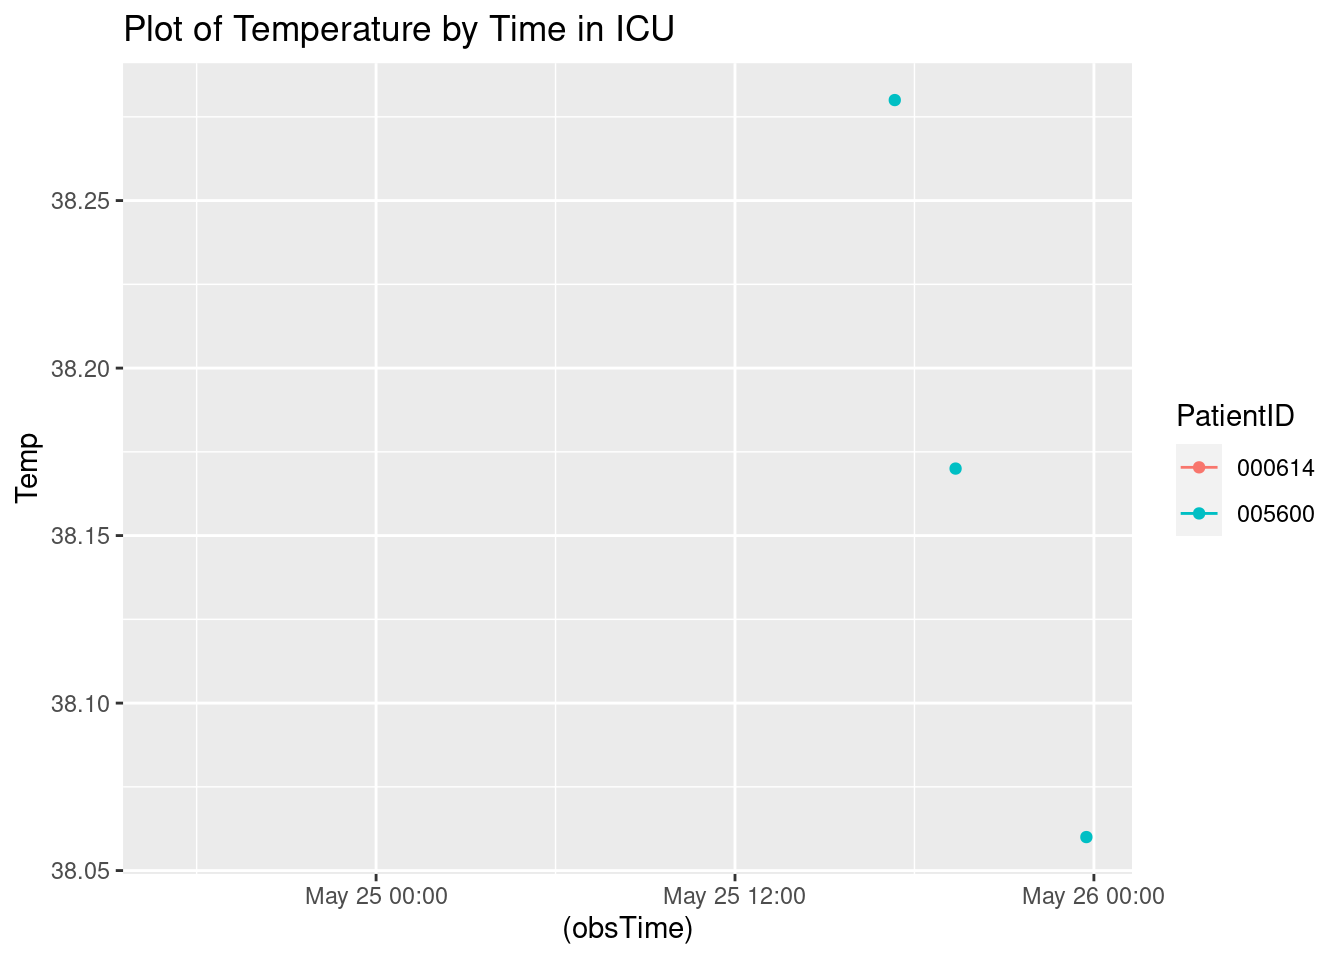 Plot of Temperature by Time in ICU
38.25
38.20
38.15
38.10
38.05
Temp
May 25 00:00
May 25 12:00
May 26 00:00
(obsTime)
PatientID
000614
005600